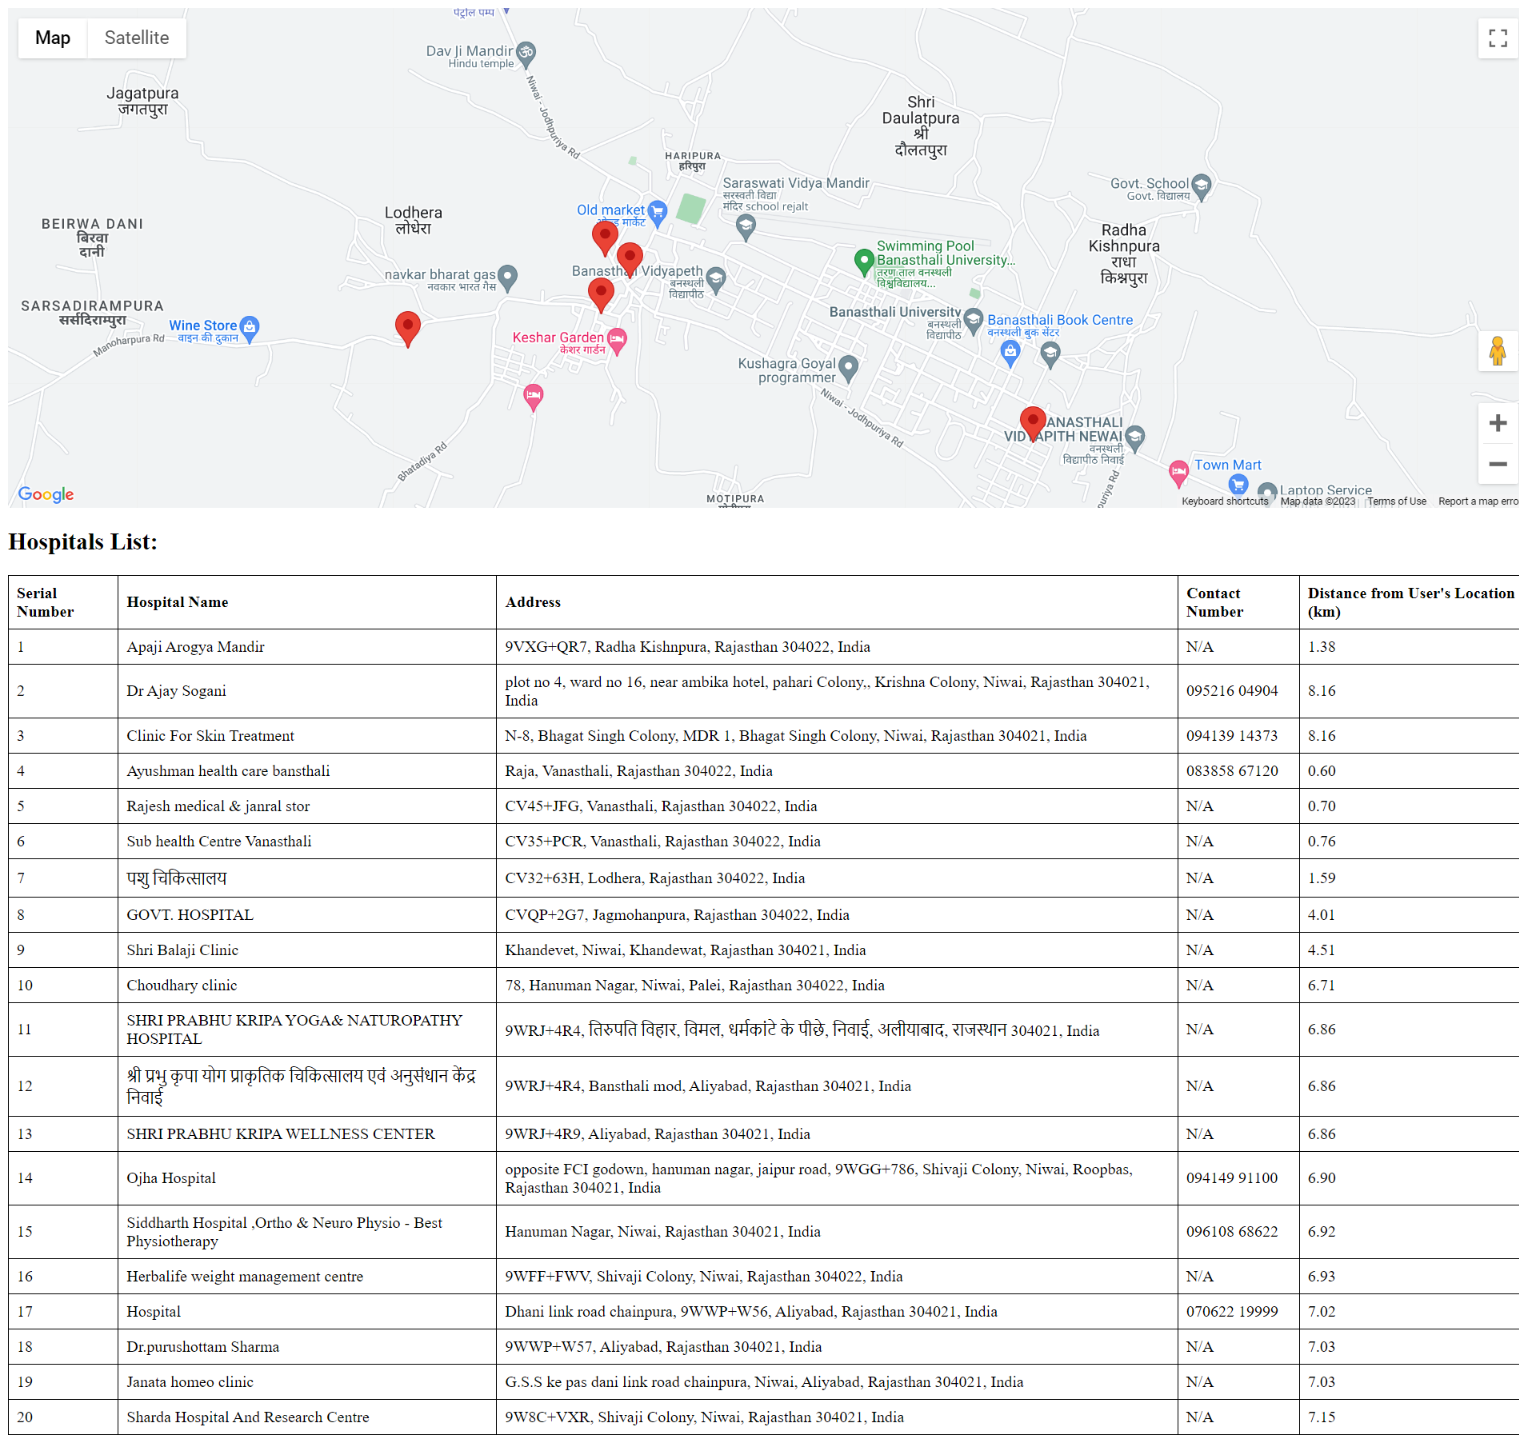 पेट्रोल पम्प
Map Satellite
Dav Ji Mandir
Hindu temple
Niwai - Jodhpuriya Rd
Jagatpura
जगतपुरा
Shri
Daulatpura
श्री
दौलतपुरा
HARIPURA
हरिपुरा
Saraswati Vidya Mandir
सरस्वती विद्या
मंदिर school rejalt
Govt. School
Govt. विद्यालय
Old market
ओल्ड मार्केट
Lodhera
लोधेरा
BEIRWA DANI
बिरवा
दानी
Radha
Kishnpura
राधा
किश्नपुरा
Swimming Pool
Banasthali University...
तरण ताल वनस्थली
विश्वविद्यालय...
navkar bharat gas
नवकार भारत गैस
Banasthali Vidyapeth
बनस्थली
विद्यापीठ
SARSADIRAMPURA
सर्सदिराम्पुरा
Wine Store
वाइन की दुकान
Manoharpura Rd
Banasthali University
बनस्थली
विद्यापीठ
Banasthali Book Centre
वनस्थली बुक सेंटर
Keshar Garden
केशर गार्डन
Kushagra Goyal
programmer
Niwai - Jodhpuriya Rd
Bhatadiya Rd
ANASTHALI
VIDYAPITH NEWAI
वनस्थली
विद्यापीठ निवाई
Town Mart
Laptop Service
MOTIPURA
Google
Keyboard shortcuts Map data ©2023 Terms of Use Report a map erro
Hospitals List:
Serial Number Hospital Name Address Contact Number Distance from User's Location (km)
1 Apaji Arogya Mandir 9VXG+QR7, Radha Kishnpura, Rajasthan 304022, India N/A 1.38
2 Dr Ajay Sogani plot no 4, ward no 16, near ambika hotel, pahari Colony,, Krishna Colony, Niwai, Rajasthan 304021, India 095216 04904 8.16
3 Clinic For Skin Treatment N-8, Bhagat Singh Colony, MDR 1, Bhagat Singh Colony, Niwai, Rajasthan 304021, India 094139 14373 8.16
4 Ayushman health care bansthali Raja, Vanasthali, Rajasthan 304022, India 083858 67120 0.60
5 Rajesh medical & janral stor CV45+JFG, Vanasthali, Rajasthan 304022, India N/A 0.70
6 Sub health Centre Vanasthali CV35+PCR, Vanasthali, Rajasthan 304022, India N/A 0.76
7 पशु चिकित्सालय CV32+63H, Lodhera, Rajasthan 304022, India N/A 1.59
8 GOVT. HOSPITAL CVQP+2G7, Jagmohanpura, Rajasthan 304022, India N/A 4.01
9 Shri Balaji Clinic Khandevet, Niwai, Khandewat, Rajasthan 304021, India N/A 4.51
10 Choudhary clinic 78, Hanuman Nagar, Niwai, Palei, Rajasthan 304022, India N/A 6.71
11 SHRI PRABHU KRIPA YOGA& NATUROPATHY HOSPITAL 9WRJ+4R4, तिरुपति विहार, विमल, धर्मकांटे के पीछे, निवाई, अलीयाबाद, राजस्थान 304021, India N/A 6.86
12 श्री प्रभु कृपा योग प्राकृतिक चिकित्सालय एवं अनुसंधान केंद्र निवाई 9WRJ+4R4, Bansthali mod, Aliyabad, Rajasthan 304021, India N/A 6.86
13 SHRI PRABHU KRIPA WELLNESS CENTER 9WRJ+4R9, Aliyabad, Rajasthan 304021, India N/A 6.86
14 Ojha Hospital opposite FCI godown, hanuman nagar, jaipur road, 9WGG+786, Shivaji Colony, Niwai, Roopbas, Rajasthan 304021, India 094149 91100 6.90
15 Siddharth Hospital ,Ortho & Neuro Physio - Best Physiotherapy Hanuman Nagar, Niwai, Rajasthan 304021, India 096108 68622 6.92
16 Herbalife weight management centre 9WFF+FWV, Shivaji Colony, Niwai, Rajasthan 304022, India N/A 6.93
17 Hospital Dhani link road chainpura, 9WWP+W56, Aliyabad, Rajasthan 304021, India 070622 19999 7.02
18 Dr.purushottam Sharma 9WWP+W57, Aliyabad, Rajasthan 304021, India N/A 7.03
19 Janata homeo clinic G.S.S ke pas dani link road chainpura, Niwai, Aliyabad, Rajasthan 304021, India N/A 7.03
20 Sharda Hospital And Research Centre 9W8C+VXR, Shivaji Colony, Niwai, Rajasthan 304021, India N/A 7.15